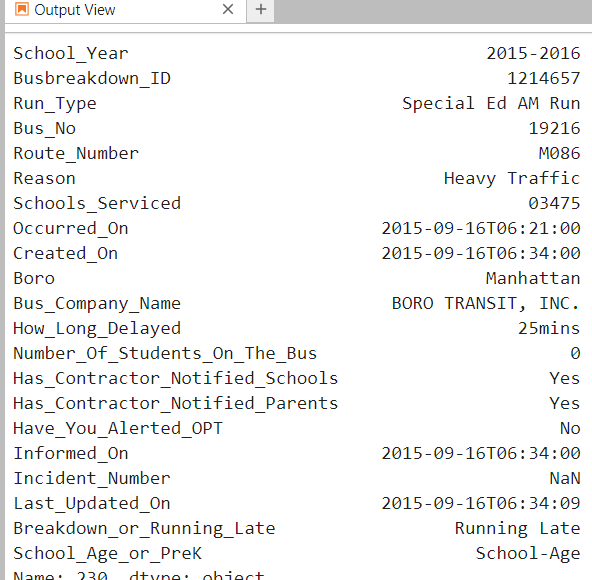 Output View
School_Year 2015-2016
Busbreakdown_ID 1214657
Run_Type Special Ed AM Run
Bus_No 19216
Route_Number M086
Reason Heavy Traffic
Schools_Serviced 03475
Occurred_On 2015-09-16T06:21:00
Created_On 2015-09-16T06:34:00
Boro Manhattan
Bus_Company_Name BORO TRANSIT, INC.
How_Long_Delayed 25mins
Number_Of_Students_On_The_Bus 0
Has_Contractor_Notified_Schools Yes
Has_Contractor_Notified_Parents Yes
Have_You_Alerted_OPT No
Informed_On 2015-09-16T06:34:00
Incident_Number NaN
Last_Updated_On 2015-09-16T06:34:09
Breakdown_or_Running_Late Running Late
School_Age_or_PreK School-Age
Name: 230, dtype: object